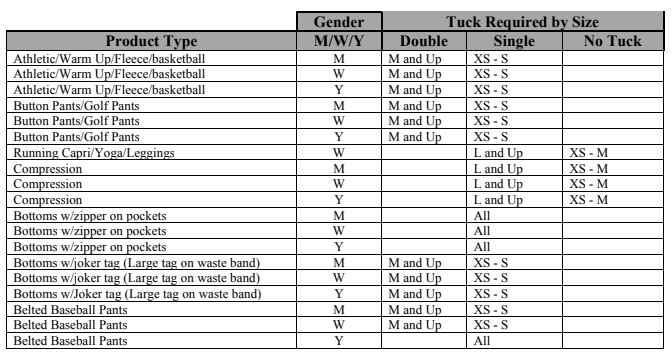 Gender Tuck Required by Size
Product Type M/W/Y Double Single No Tuck
Athletic/Warm Up/Fleece/basketball M M and Up XS - S
Athletic/Warm Up/Fleece/basketball W M and Up XS - S
Athletic/Warm Up/Fleece/basketball Y M and Up XS - S
Button Pants/Golf Pants M M and Up XS - S
Button Pants/Golf Pants W M and Up XS - S
Button Pants/Golf Pants Y M and Up XS - S
Running Capri/Yoga/Leggings W L and Up XS - M
Compression M L and Up XS - M
Compression W L and Up XS - M
Compression Y L and Up XS - M
Bottoms w/zipper on pockets M All
Bottoms w/zipper on pockets W All
Bottoms w/zipper on pockets Y All
Bottoms w/joker tag (Large tag on waste band) M M and Up XS - S
Bottoms w/joker tag (Large tag on waste band) W M and Up XS - S
Bottoms w/Joker tag (Large tag on waste band) Y M and Up XS - S
Belted Baseball Pants M M and Up XS - S
Belted Baseball Pants W M and Up XS - S
Belted Baseball Pants Y All